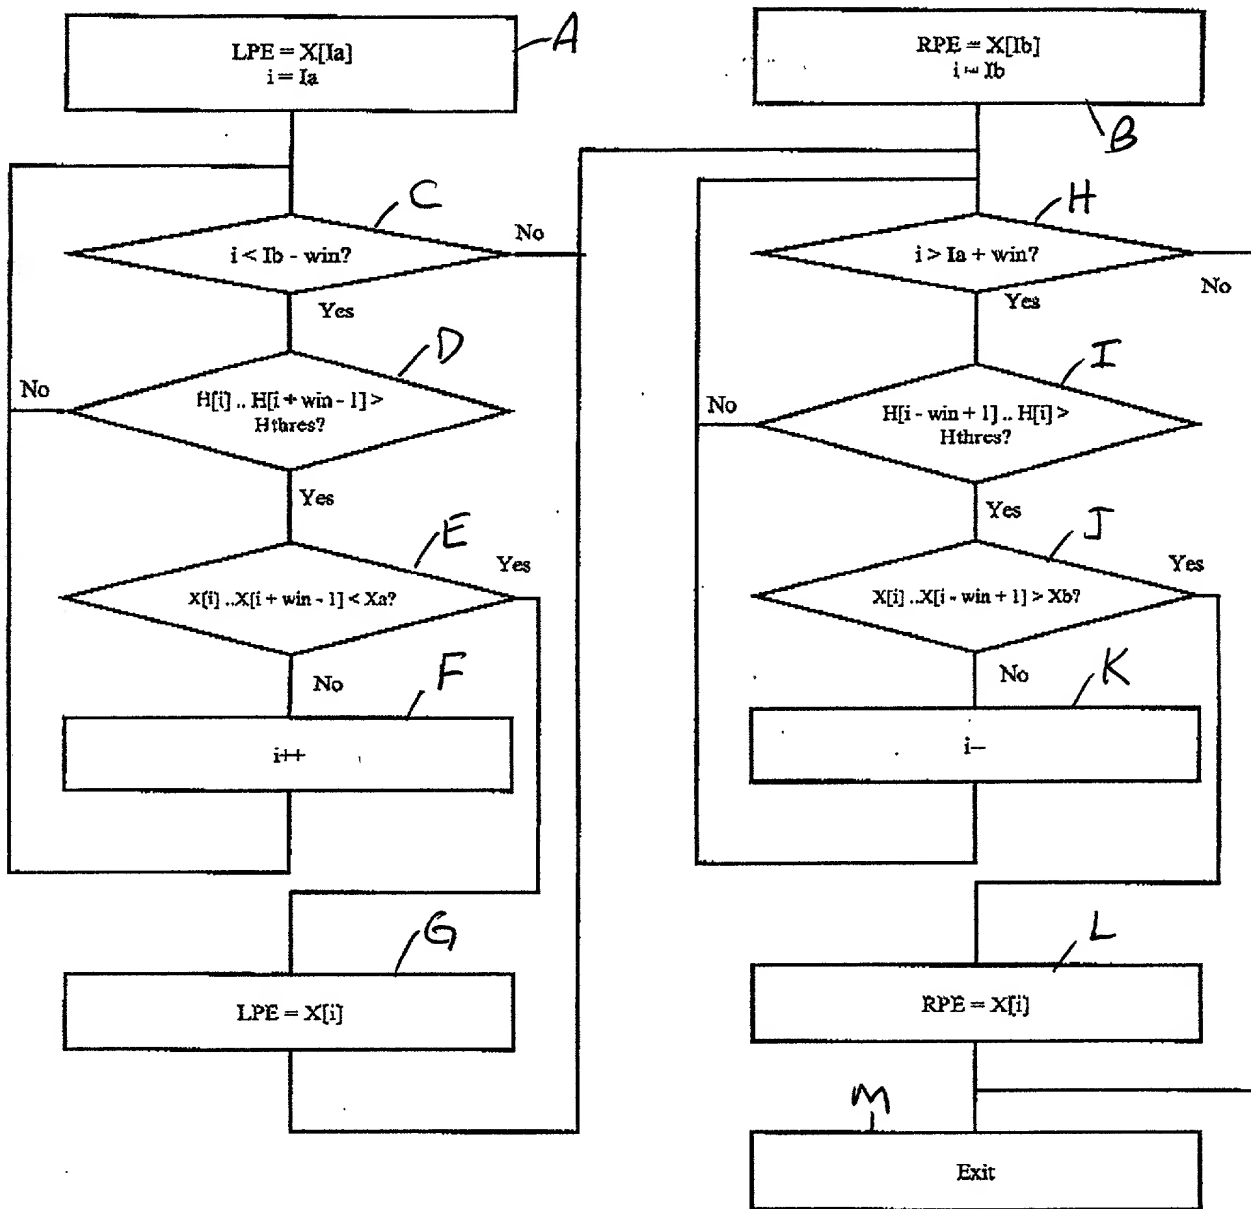 LPE = X[Ia]
i = Ia
A
C
i < Ib - win?
No
Yes
D
No
H[i] .. H[i + win - 1] >
Hthres?
Yes
E
Yes
X[i] ..X[i + win - 1] < Xa?
No
F
i++
G
LPE = X[i]
RPE = X[Ib]
i = Ib
B
H
i > Ia + win?
No
Yes
I
No
H[i - win + 1] .. H[i] >
Hthres?
Yes
J
Yes
X[i] ..X[i - win + 1] > Xb?
No
K
i–
L
RPE = X[i]
M
Exit